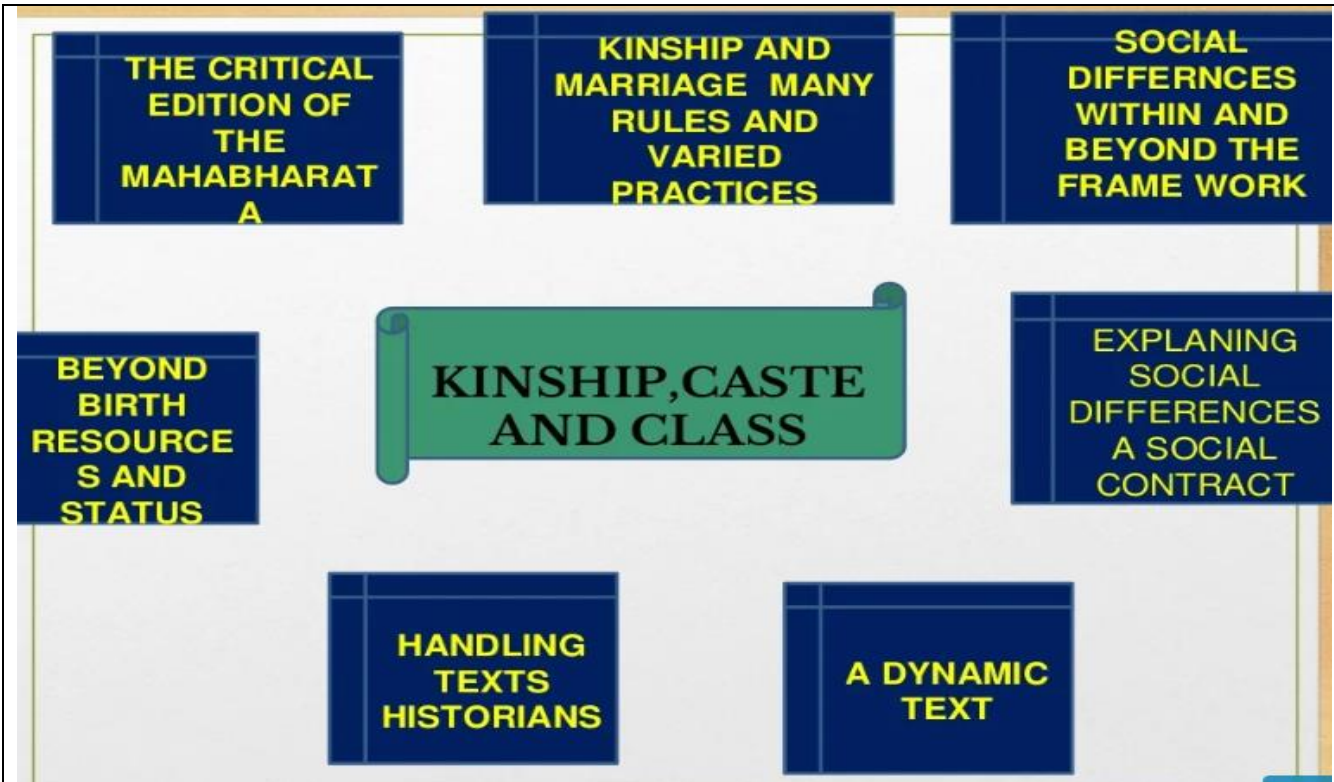 THE CRITICAL
EDITION OF
THE
MAHABHARAT
A
KINSHIP AND
MARRIAGE MANY
RULES AND
VARIED
PRACTICES
SOCIAL
DIFFERNCES
WITHIN AND
BEYOND THE
FRAME WORK
BEYOND
BIRTH
RESOURCE
S AND
STATUS
KINSHIP,CASTE
AND CLASS
EXPLANING
SOCIAL
DIFFERENCES
A SOCIAL
CONTRACT
HANDLING
TEXTS
HISTORIANS
A DYNAMIC
TEXT